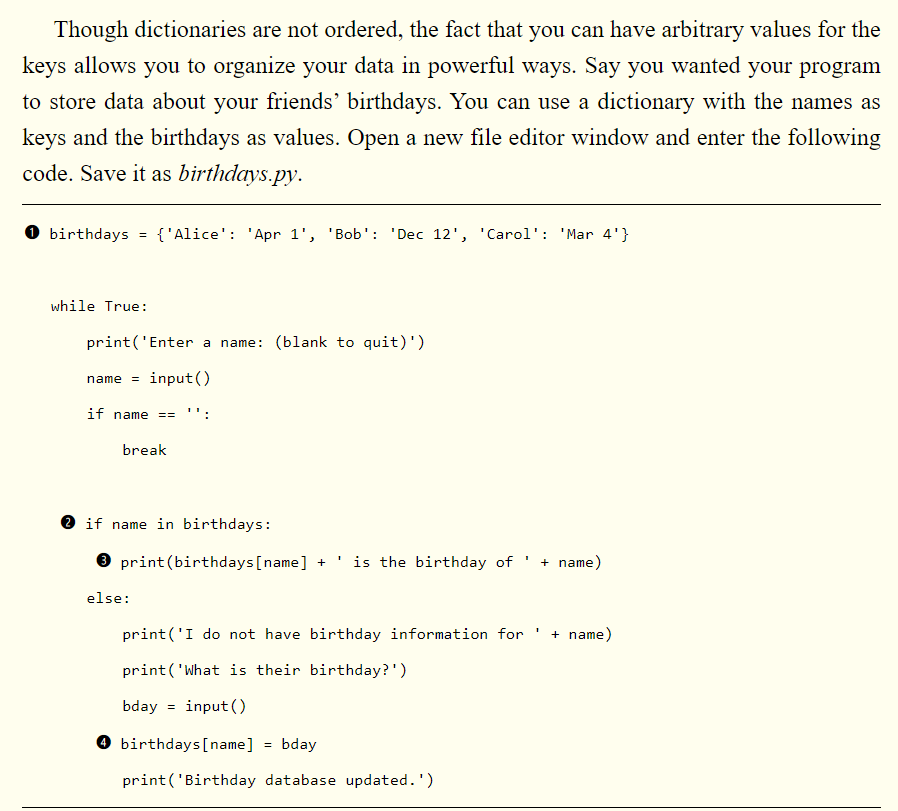 Though dictionaries are not ordered, the fact that you can have arbitrary values for the
keys allows you to organize your data in powerful ways. Say you wanted your program
to store data about your friends’ birthdays. You can use a dictionary with the names as
keys and the birthdays as values. Open a new file editor window and enter the following
code. Save it as birthdays.py.
❶ birthdays = {'Alice': 'Apr 1', 'Bob': 'Dec 12', 'Carol': 'Mar 4'}
while True:
    print('Enter a name: (blank to quit)')
    name = input()
    if name == '':
        break
❷ if name in birthdays:
❸ print(birthdays[name] + ' is the birthday of ' + name)
    else:
        print('I do not have birthday information for ' + name)
        print('What is their birthday?')
        bday = input()
❹ birthdays[name] = bday
        print('Birthday database updated.')